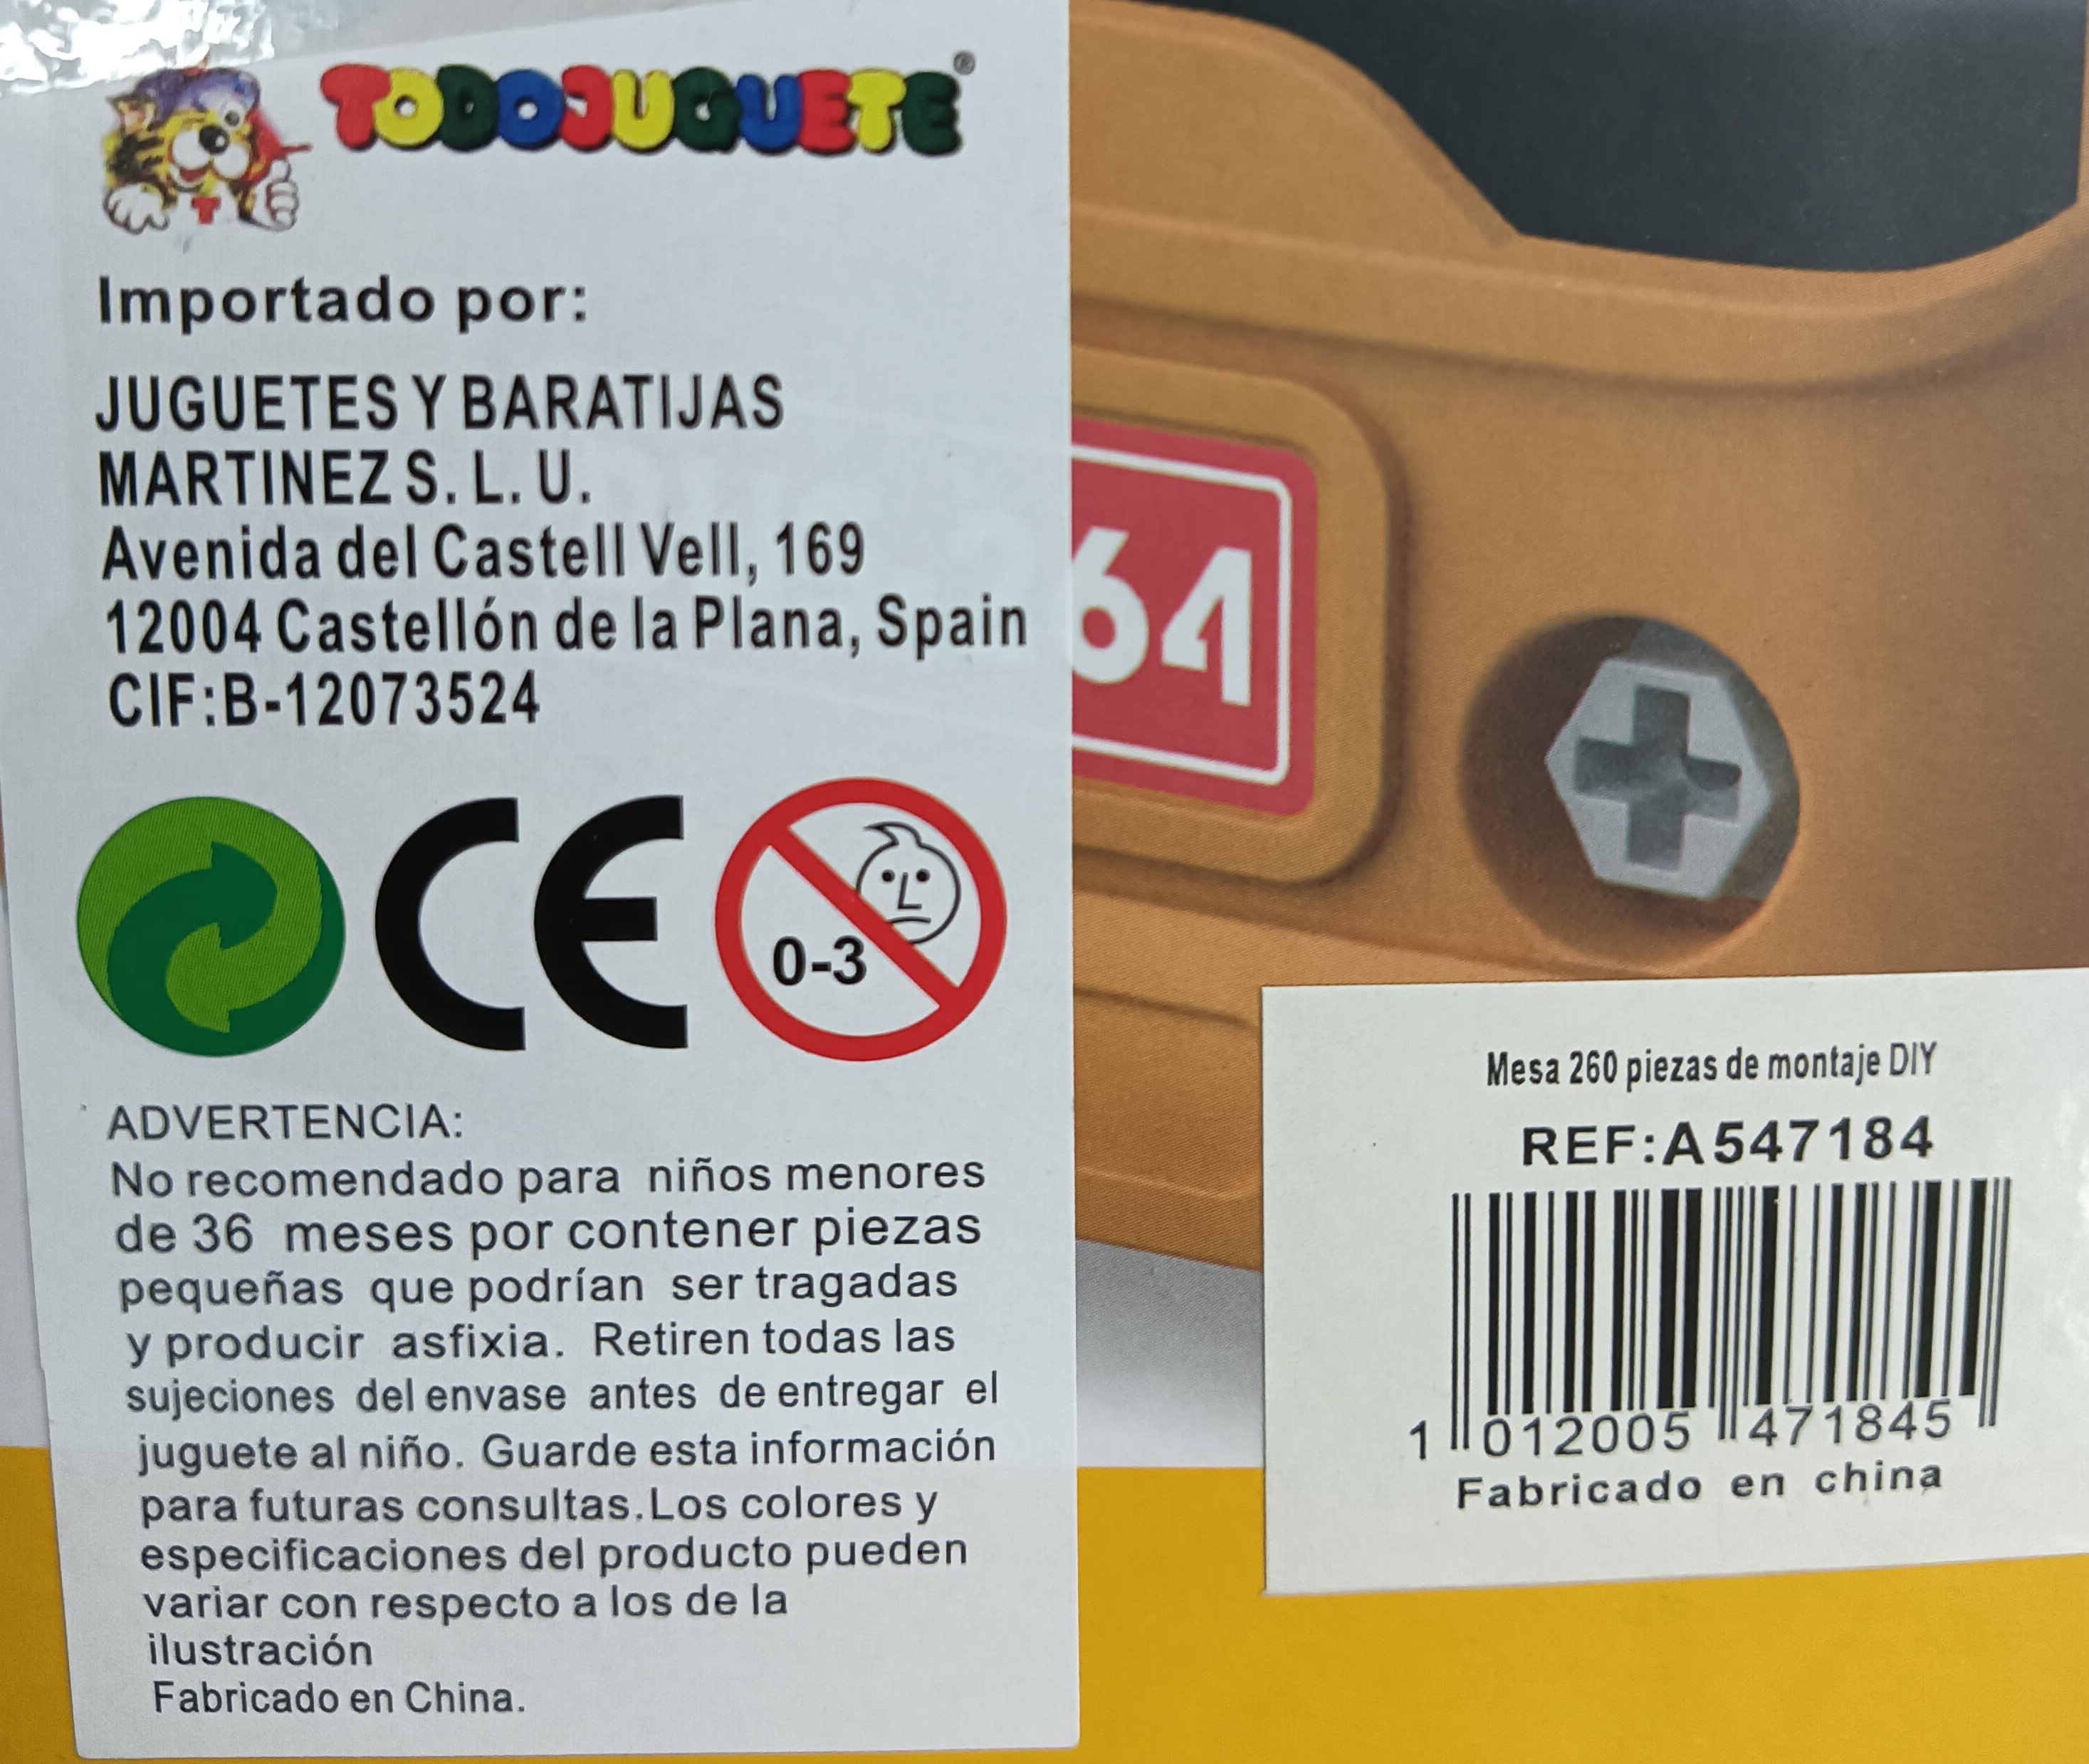 TODOJUGUETE®
T
Importado por:
JUGUETES Y BARATIJAS
MARTINEZ S. L. U.
Avenida del Castell Vell, 169
12004 Castellón de la Plana, Spain
CIF:B-12073524
CE
0-3
ADVERTENCIA:
No recomendado para niños menores
de 36 meses por contener piezas
pequeñas que podrían ser tragadas
y producir asfixia. Retiren todas las
sujeciones del envase antes de entregar el
juguete al niño. Guarde esta información
para futuras consultas.Los colores y
especificaciones del producto pueden
variar con respecto a los de la
ilustración
Fabricado en China.
64
Mesa 260 piezas de montaje DIY
REF:A547184
1 012005 471845
Fabricado en china